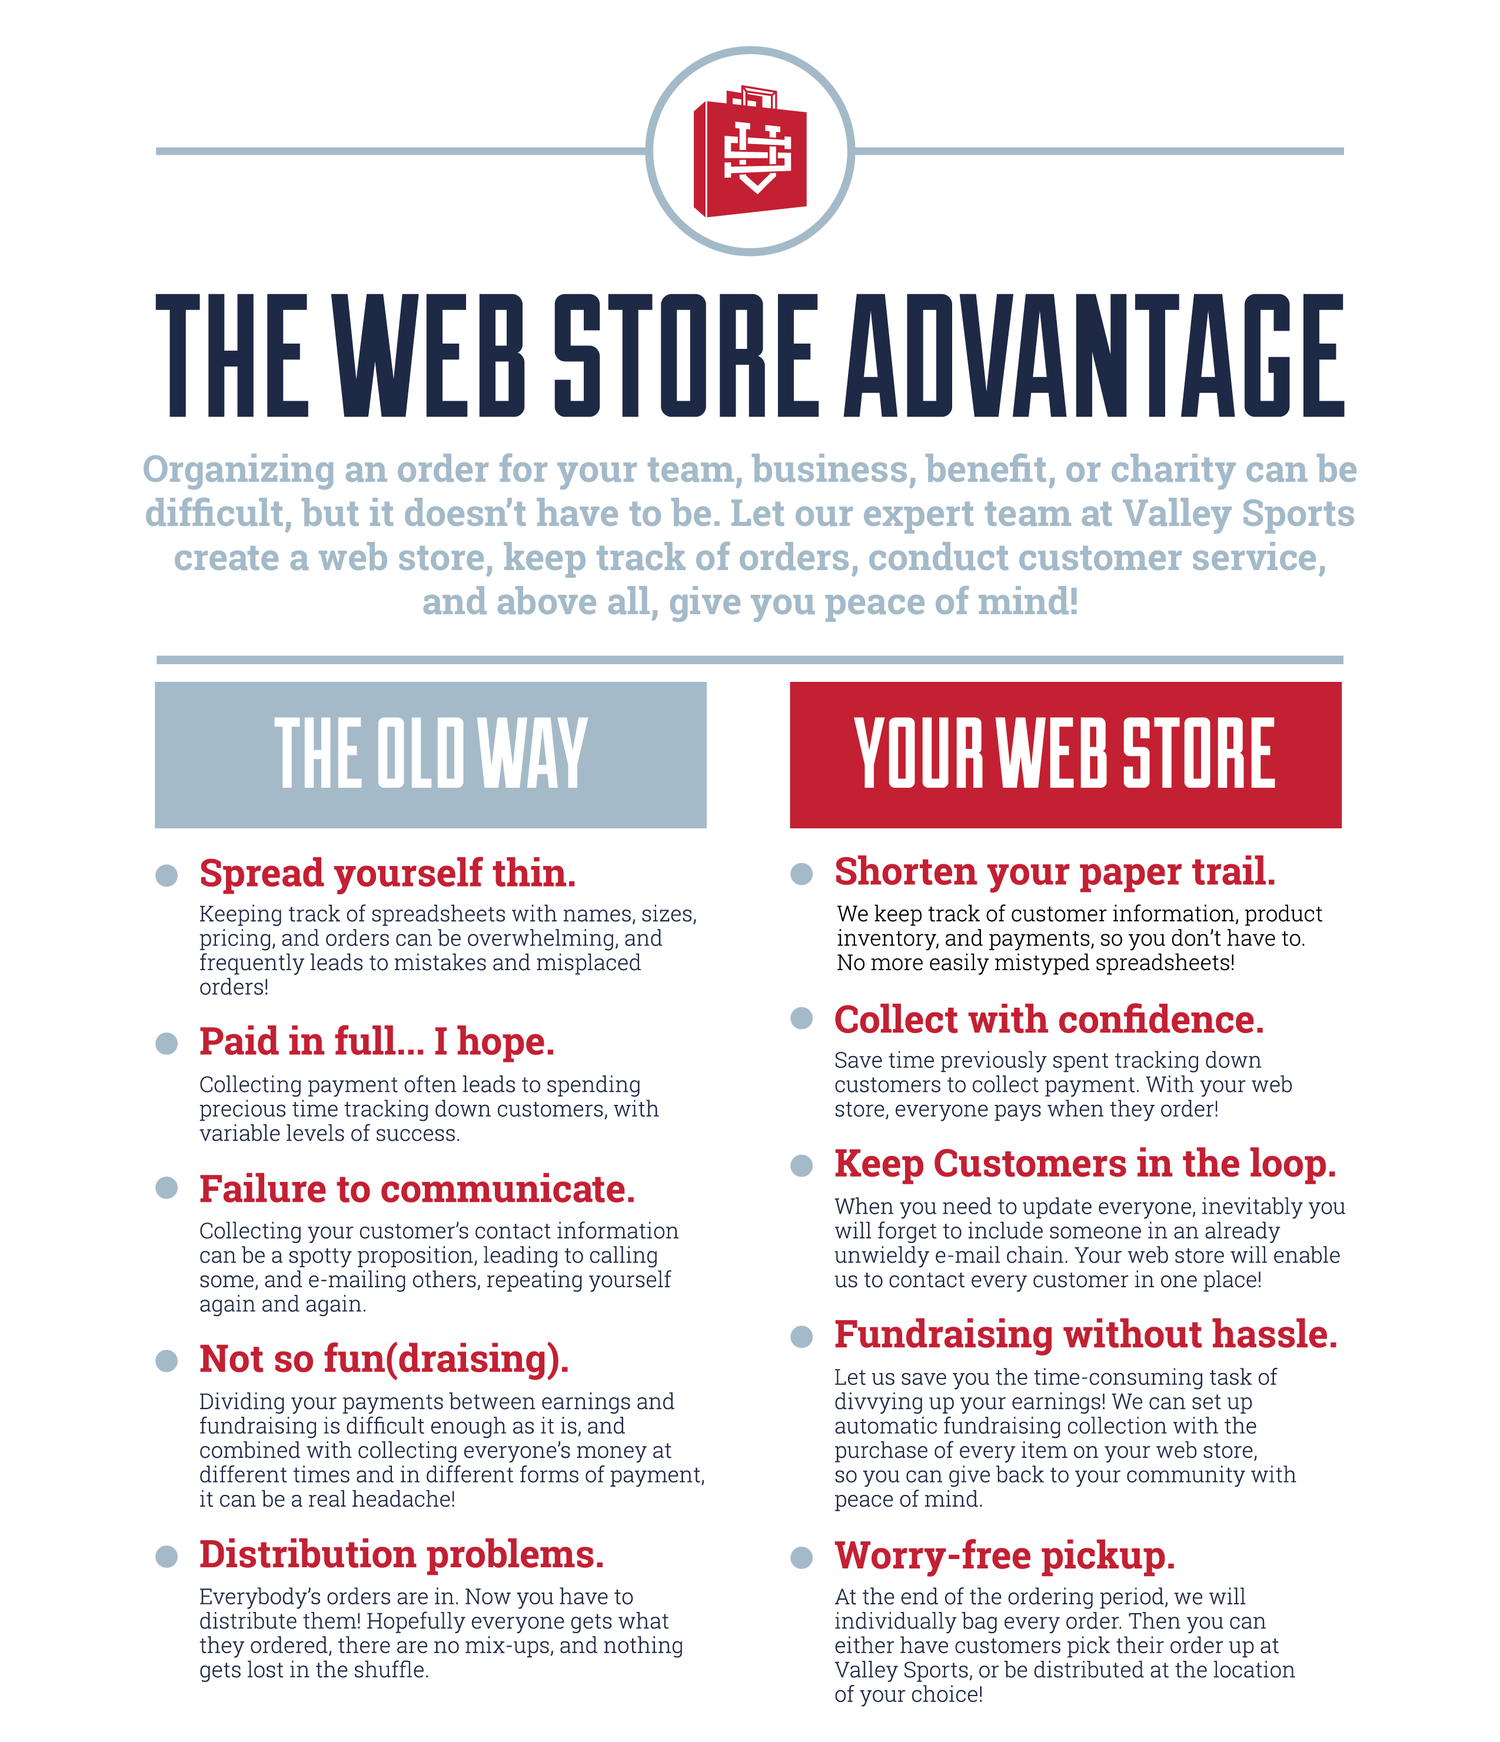 THE WEB STORE ADVANTAGE
Organizing an order for your team, business, benefit, or charity can be
difficult, but it doesn't have to be. Let our expert team at Valley Sports
create a web store, keep track of orders, conduct customer service,
and above all, give you peace of mind!
THE OLD WAY
Spread yourself thin.
Keeping track of spreadsheets with names, sizes,
pricing, and orders can be overwhelming, and
frequently leads to mistakes and misplaced
orders!
Paid in full... I hope.
Collecting payment often leads to spending
precious time tracking down customers, with
variable levels of success.
Failure to communicate.
Collecting your customer's contact information
can be a spotty proposition, leading to calling
some, and e-mailing others, repeating yourself
again and again.
Not so fun(draising).
Dividing your payments between earnings and
fundraising is difficult enough as it is, and
combined with collecting everyone's money at
different times and in different forms of payment,
it can be a real headache!
Distribution problems.
Everybody's orders are in. Now you have to
distribute them! Hopefully everyone gets what
they ordered, there are no mix-ups, and nothing
gets lost in the shuffle.
YOUR WEB STORE
Shorten your paper trail.
We keep track of customer information, product
inventory, and payments, so you don't have to.
No more easily mistyped spreadsheets!
Collect with confidence.
Save time previously spent tracking down
customers to collect payment. With your web
store, everyone pays when they order!
Keep Customers in the loop.
When you need to update everyone, inevitably you
will forget to include someone in an already
unwieldy e-mail chain. Your web store will enable
us to contact every customer in one place!
Fundraising without hassle.
Let us save you the time-consuming task of
divvying up your earnings! We can set up
automatic fundraising collection with the
purchase of every item on your web store,
so you can give back to your community with
peace of mind.
Worry-free pickup.
At the end of the ordering period, we will
individually bag every order. Then you can
either have customers pick their order up at
Valley Sports, or be distributed at the location
of your choice!